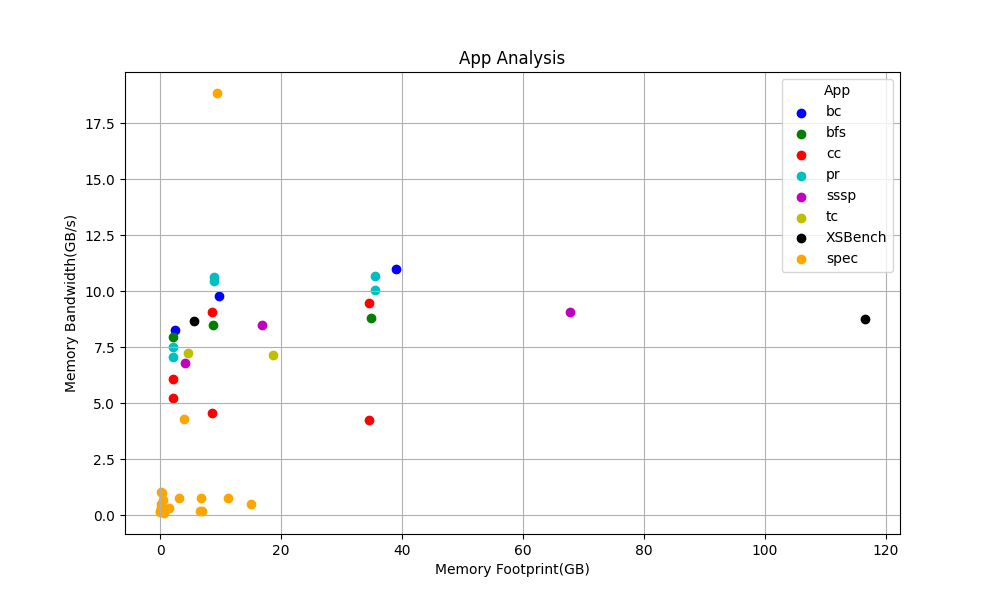 App Analysis
Memory Bandwidth(GB/s)
17.5
15.0
12.5
10.0
7.5
5.0
2.5
0.0
0 20 40 60 80 100 120
Memory Footprint(GB)
App
bc
bfs
cc
pr
sssp
tc
XSBench
spec